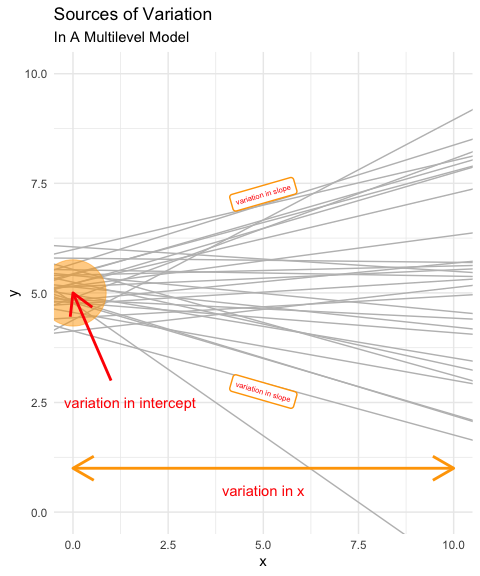 Sources of Variation
In A Multilevel Model
10.0
7.5
variation in slope
5.0
y
variation in slope
2.5
variation in intercept
variation in x
0.0
0.0 2.5 5.0 7.5 10.0
x